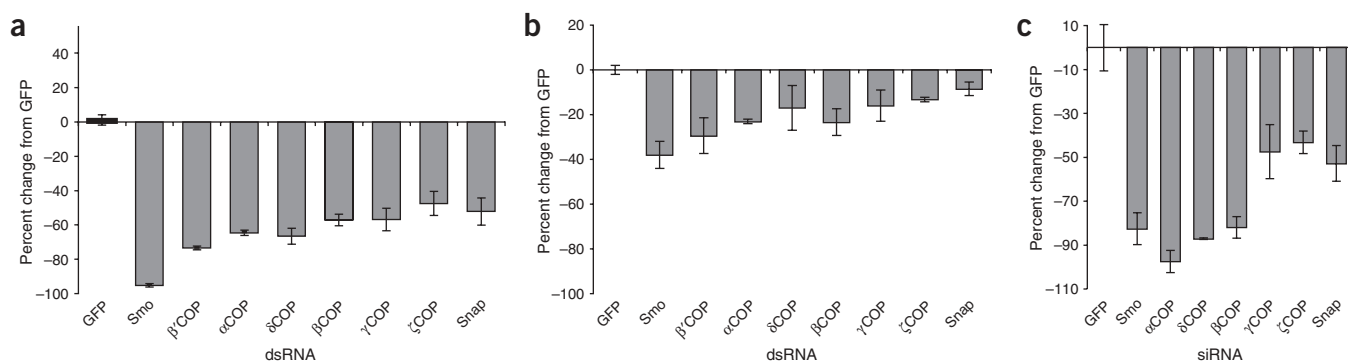 a
Percent change from GFP
40
20
0
–20
–40
–60
–80
–100
GFP
Smo
β′COP
αCOP
δCOP
βCOP
γCOP
ζCOP
Snap
dsRNA
b
Percent change from GFP
20
0
–20
–40
–60
–80
–100
GFP
Smo
β′COP
αCOP
δCOP
βCOP
γCOP
ζCOP
Snap
dsRNA
c
Percent change from GFP
10
–10
–30
–50
–70
–90
–110
GFP
Smo
αCOP
δCOP
βCOP
γCOP
ζCOP
Snap
siRNA